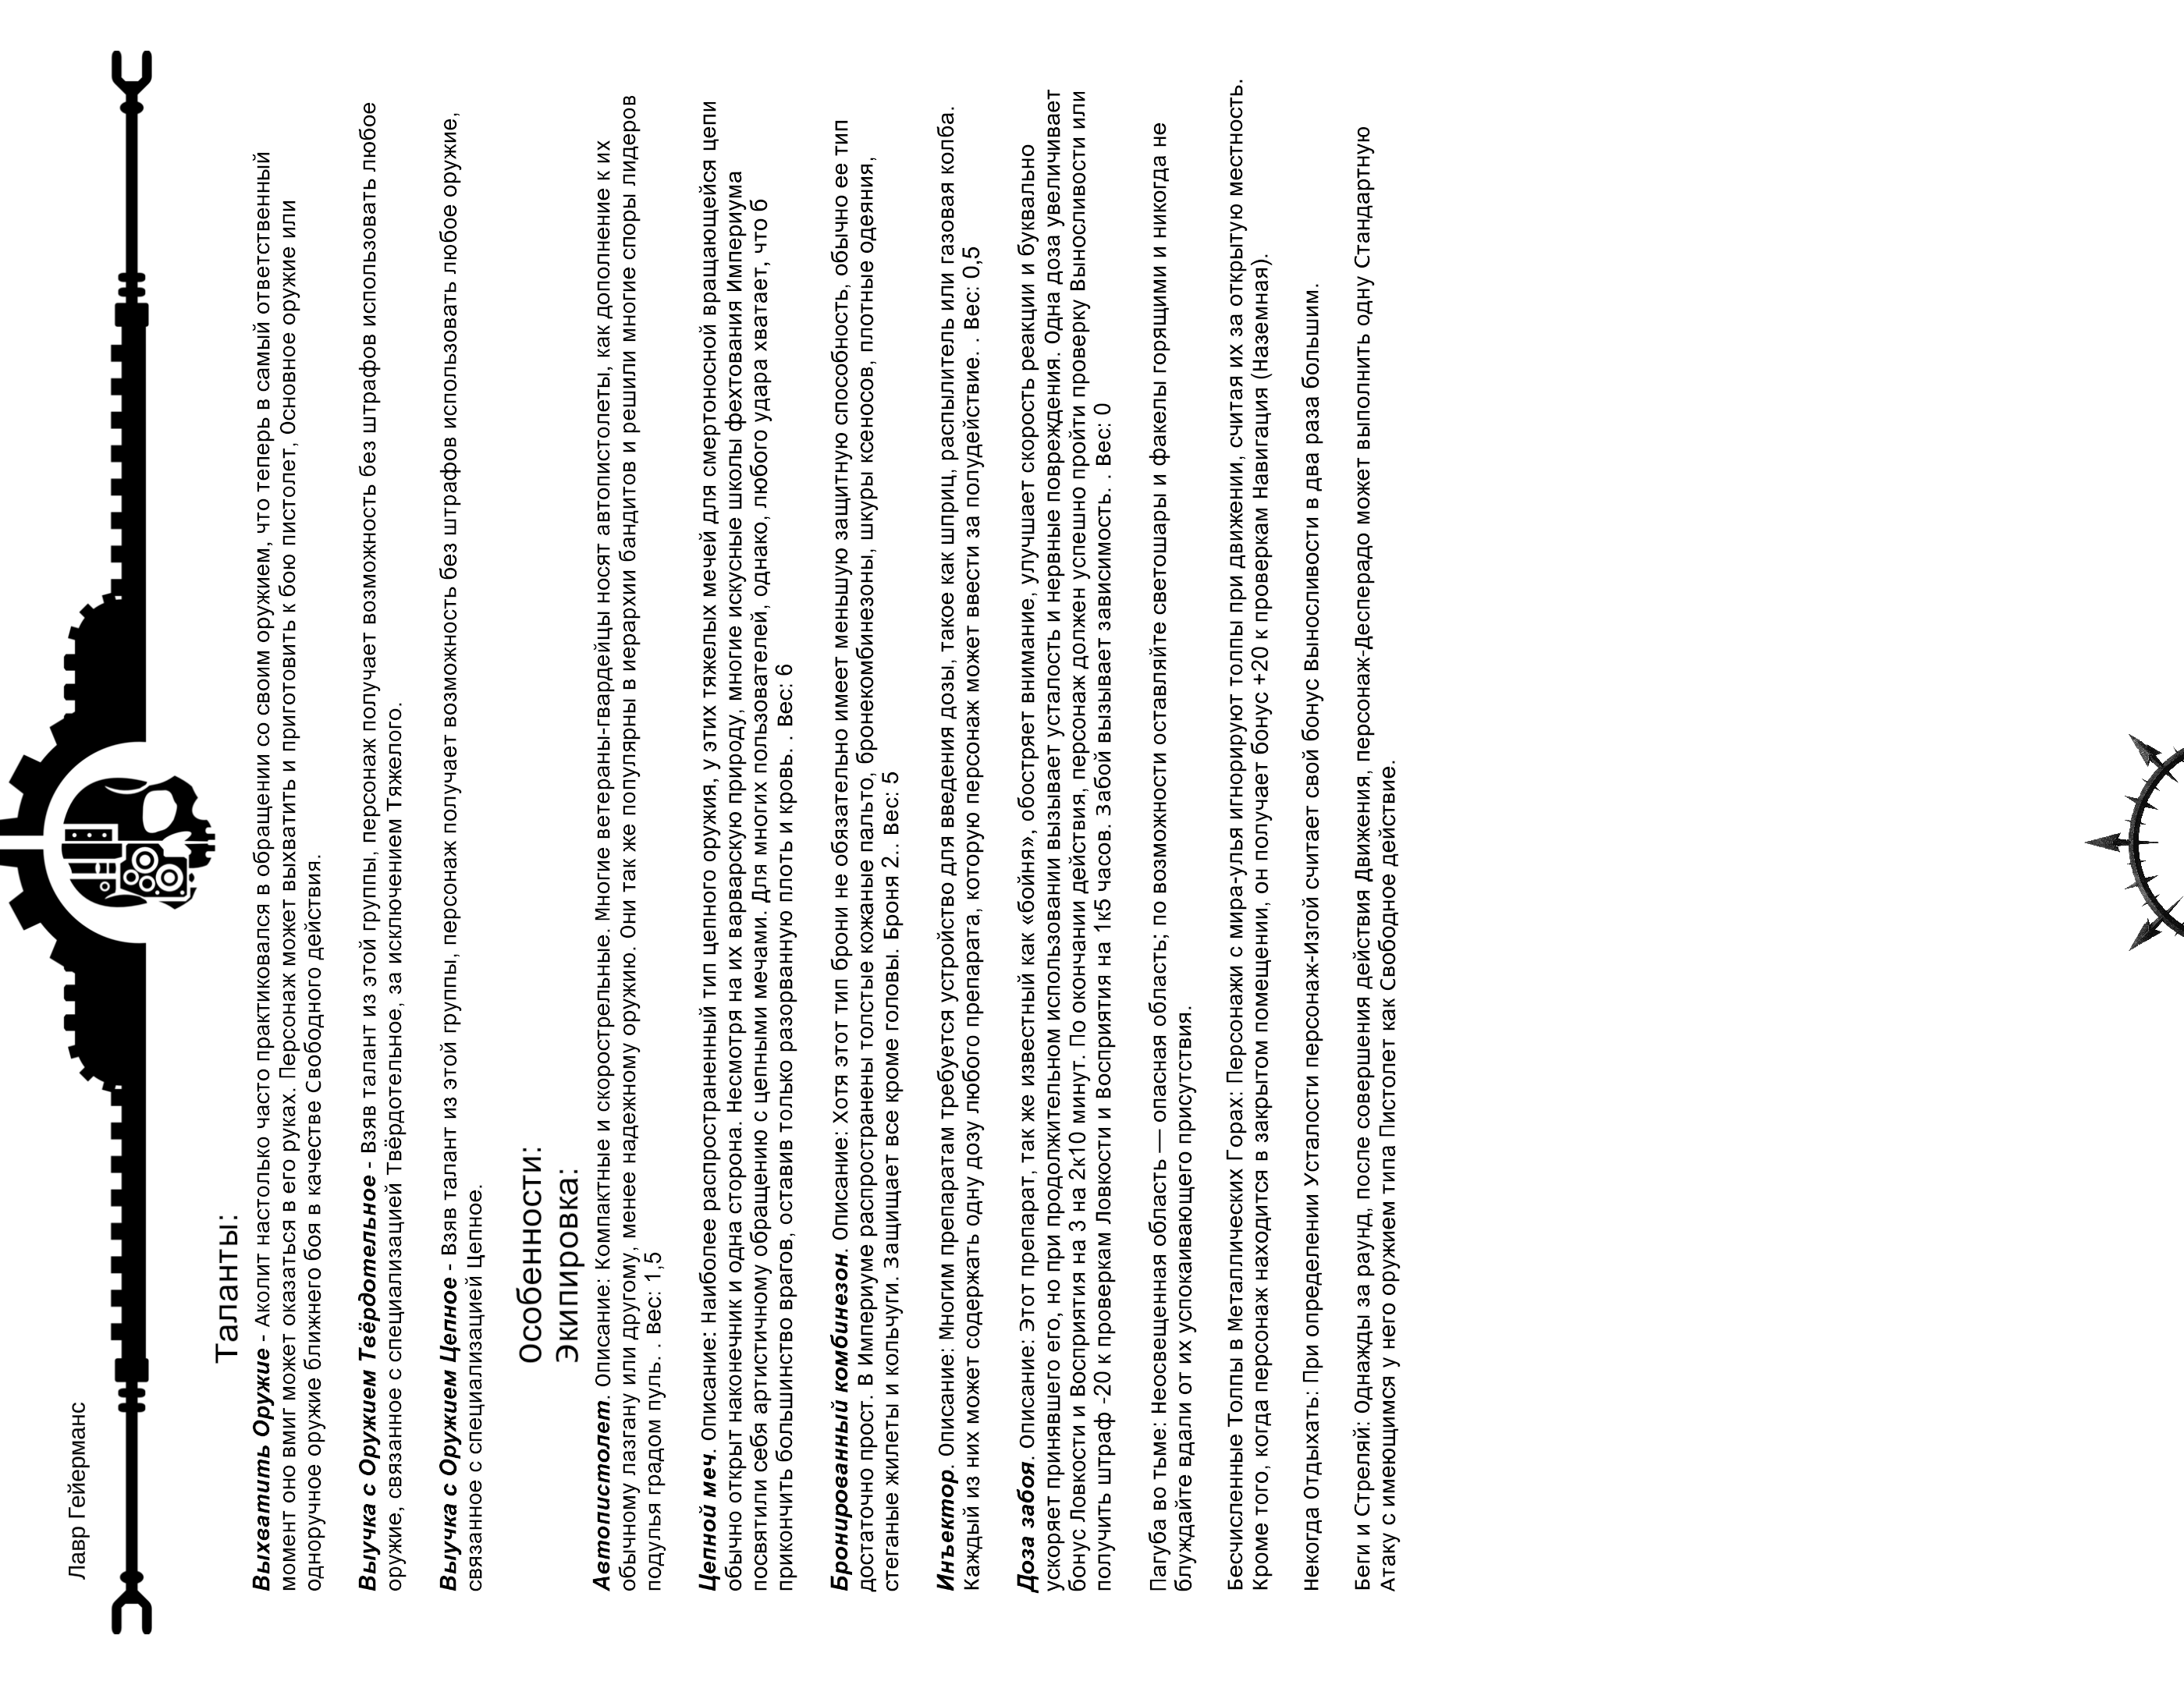 Лавр Гейерманс
Таланты:
Выхватить Оружие - Аколит настолько часто практиковался в обращении со своим оружием, что теперь в самый ответственный
момент оно вмиг может оказаться в его руках. Персонаж может выхватить и приготовить к бою пистолет, Основное оружие или
одноручное оружие ближнего боя в качестве Свободного действия.
Выучка с Оружием Твёрдотельное - Взяв талант из этой группы, персонаж получает возможность без штрафов использовать любое
оружие, связанное с специализацией Твёрдотельное, за исключением Тяжелого.
Выучка с Оружием Цепное - Взяв талант из этой группы, персонаж получает возможность без штрафов использовать любое оружие,
связанное с специализацией Цепное.
Особенности:
Экипировка:
Автопистолет. Описание: Компактные и скорострельные. Многие ветераны-гвардейцы носят автопистолеты, как дополнение к их
обычному лазгану или другому, менее надежному оружию. Они так же популярны в иерархии бандитов и решили многие споры лидеров
подулья градом пуль. . Вес: 1,5
Цепной меч. Описание: Наиболее распространенный тип цепного оружия, у этих тяжелых мечей для смертоносной вращающейся цепи
обычно открыт наконечник и одна сторона. Несмотря на их варварскую природу, многие искусные школы фехтования Империума
посвятили себя артистичному обращению с цепными мечами. Для многих пользователей, однако, любого удара хватает, что б
прикончить большинство врагов, оставив только разорванную плоть и кровь. . Вес: 6
Бронированный комбинезон. Описание: Хотя этот тип брони не обязательно имеет меньшую защитную способность, обычно ее тип
достаточно прост. В Империуме распространены толстые кожаные пальто, бронекомбинезоны, шкуры ксеносов, плотные одеяния,
стеганые жилеты и кольчуги. Защищает все кроме головы. Броня 2.. Вес: 5
Инъектор. Описание: Многим препаратам требуется устройство для введения дозы, такое как шприц, распылитель или газовая колба.
Каждый из них может содержать одну дозу любого препарата, которую персонаж может ввести за полудействие. . Вес: 0,5
Доза забоя. Описание: Этот препарат, так же известный как «бойня», обостряет внимание, улучшает скорость реакции и буквально
ускоряет принявшего его, но при продолжительном использовании вызывает усталость и нервные повреждения. Одна доза увеличивает
бонус Ловкости и Восприятия на 3 на 2к10 минут. По окончании действия, персонаж должен успешно пройти проверку Выносливости или
получить штраф -20 к проверкам Ловкости и Восприятия на 1к5 часов. Забой вызывает зависимость. . Вес: 0
Пагуба во тьме: Неосвещенная область — опасная область; по возможности оставляйте светошары и факелы горящими и никогда не
блуждайте вдали от их успокаивающего присутствия.
Бесчисленные Толпы в Металлических Горах: Персонажи с мира-улья игнорируют толпы при движении, считая их за открытую местность.
Кроме того, когда персонаж находится в закрытом помещении, он получает бонус +20 к проверкам Навигация (Наземная).
Некогда Отдыхать: При определении Усталости персонаж-Изгой считает свой бонус Выносливости в два раза большим.
Беги и Стреляй: Однажды за раунд, после совершения действия Движения, персонаж-Десперадо может выполнить одну Стандартную
Атаку с имеющимся у него оружием типа Пистолет как Свободное действие.